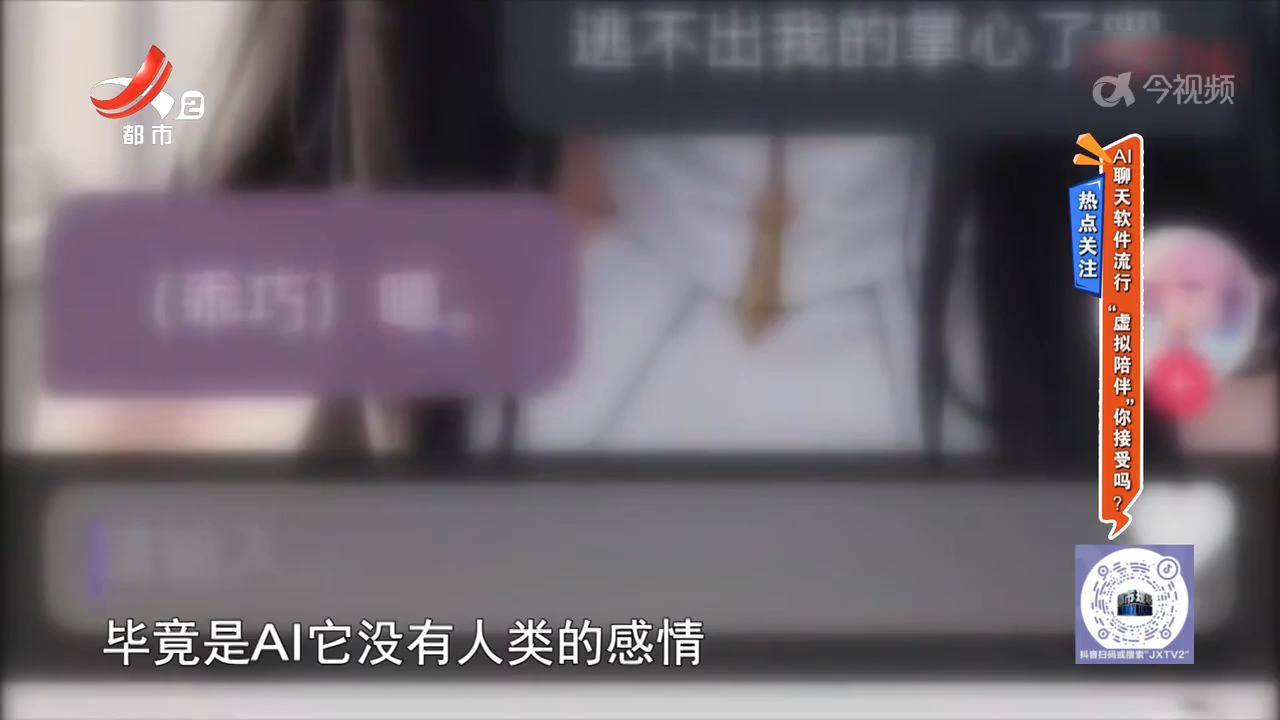 逃不出我的掌心了吧
2
都市
今视频
AI聊天软件流行 “虚拟陪伴”你接受吗？
热点关注
（乖巧）嗯。
毕竟是AI它没有人类的感情
抖音扫码或搜索"JXTV2"